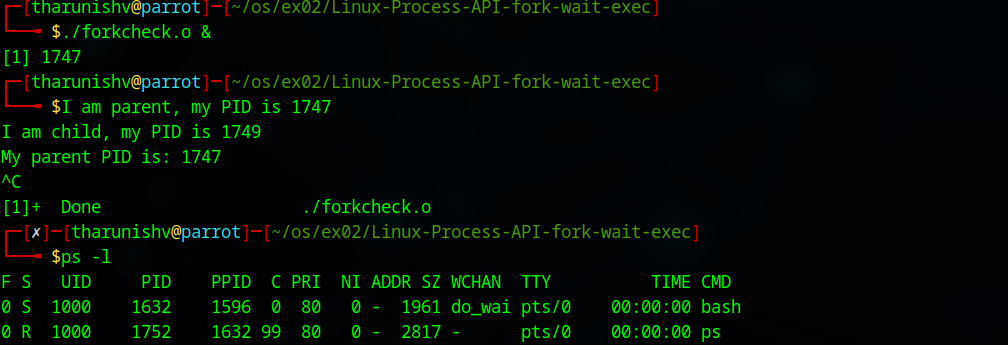 ┌─[tharunishv@parrot]─[~/os/ex02/Linux-Process-API-fork-wait-exec]
└──╼ $./forkcheck.o &
[1] 1747
┌─[tharunishv@parrot]─[~/os/ex02/Linux-Process-API-fork-wait-exec]
└──╼ $I am parent, my PID is 1747
I am child, my PID is 1749
My parent PID is: 1747
^C
[1]+  Done                    ./forkcheck.o
┌─[✗]─[tharunishv@parrot]─[~/os/ex02/Linux-Process-API-fork-wait-exec]
└──╼ $ps -l
F S   UID     PID    PPID  C PRI  NI ADDR SZ WCHAN  TTY          TIME CMD
0 S  1000    1632    1596  0  80   0 -  1961 do_wai pts/0    00:00:00 bash
0 R  1000    1752    1632 99  80   0 -  2817 -      pts/0    00:00:00 ps